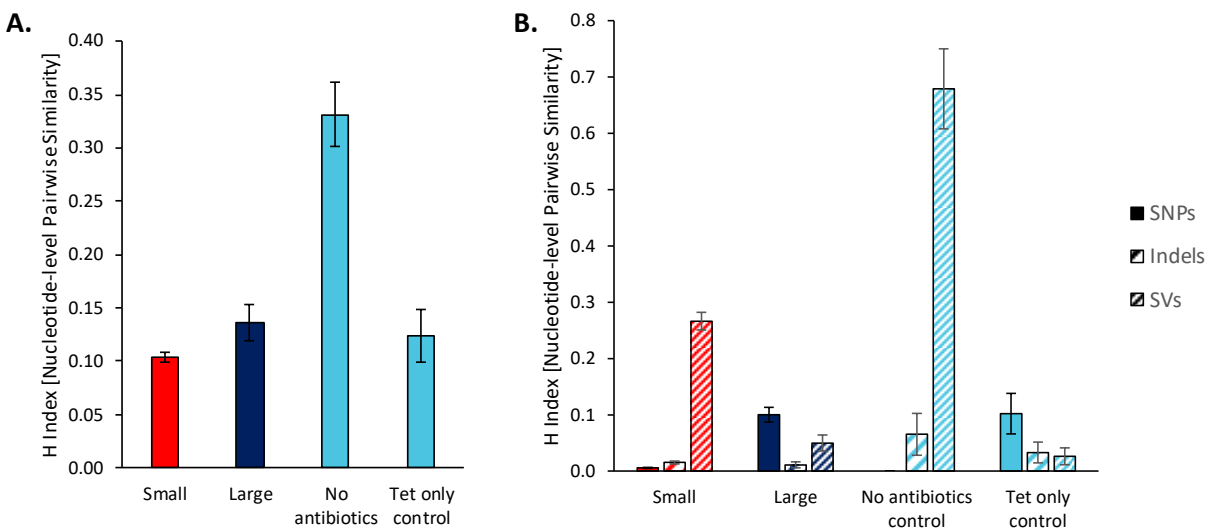 A.
H Index [Nucleotide-level Pairwise Similarity]
0.40
0.35
0.30
0.25
0.20
0.15
0.10
0.05
0.00
Small
Large
No
antibiotics
Tet only
control
B.
H Index [Nucleotide-level Pairwise Similarity]
0.8
0.7
0.6
0.5
0.4
0.3
0.2
0.1
0.0
Small
Large
No antibiotics
control
Tet only
control
SNPs
Indels
SVs